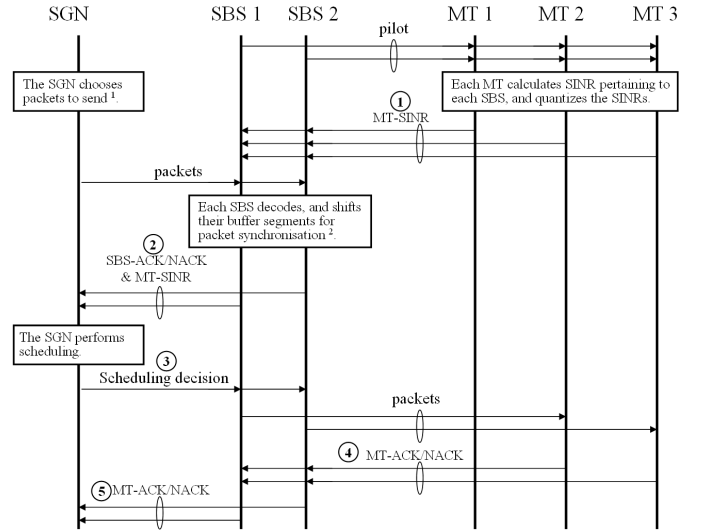 SGN SBS 1 SBS 2 MT 1 MT 2 MT 3
pilot
The SGN chooses
packets to send 1.
Each MT calculates SINR pertaining to
each SBS, and quantizes the SINRs.
1
MT-SINR
packets
Each SBS decodes, and shifts
their buffer segments for
packet synchronisation 2.
2
SBS-ACK/NACK
& MT-SINR
The SGN performs
scheduling.
3
Scheduling decision
packets
4 MT-ACK/NACK
5 MT-ACK/NACK